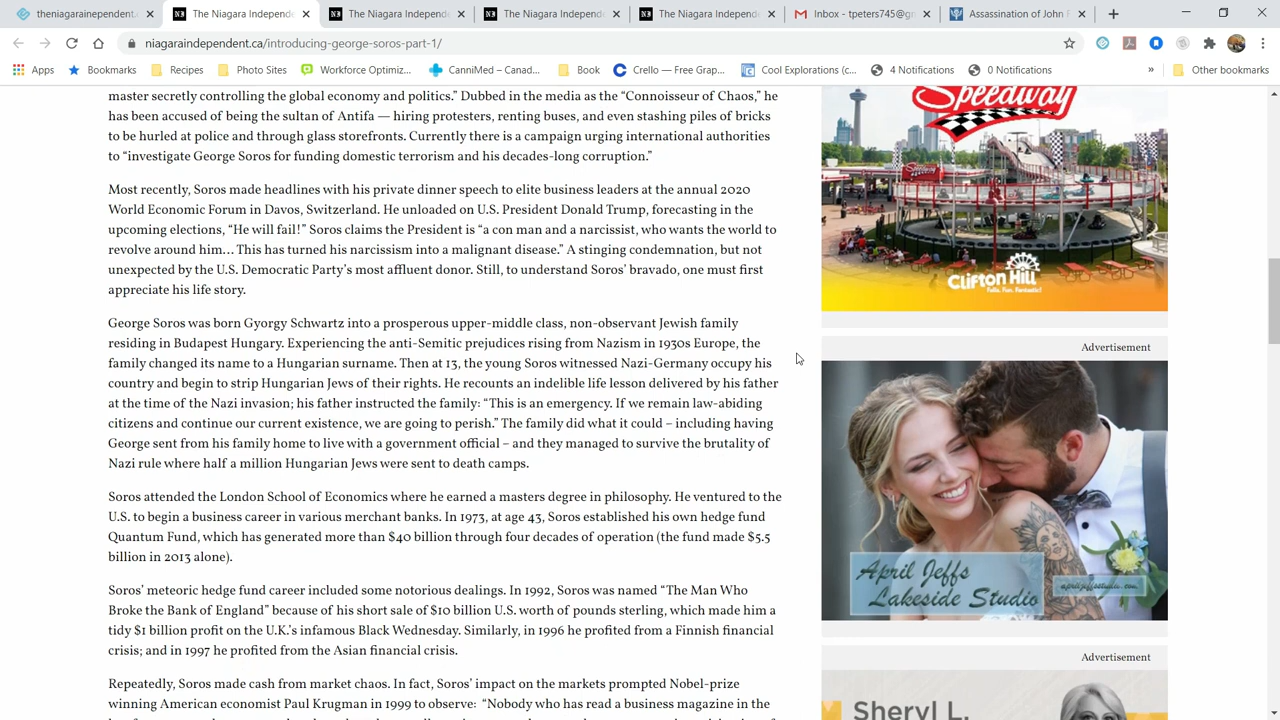 theniagaraindependent.
The Niagara Independ
The Niagara Independ
The Niagara Independ
The Niagara Independ
Inbox - tpeters745@g
Assassination of John F
niagaraindependent.ca/introducing-george-soros-part-1/
Apps
Bookmarks
Recipes
Photo Sites
Workforce Optimiz...
CanniMed – Canad...
Book
Crello — Free Grap...
Cool Explorations (c...
4 Notifications
0 Notifications
»
Other bookmarks
master secretly controlling the global economy and politics.” Dubbed in the media as the “Connoisseur of Chaos,” he
has been accused of being the sultan of Antifa — hiring protesters, renting buses, and even stashing piles of bricks
to be hurled at police and through glass storefronts. Currently there is a campaign urging international authorities
to “investigate George Soros for funding domestic terrorism and his decades-long corruption.”
Most recently, Soros made headlines with his private dinner speech to elite business leaders at the annual 2020
World Economic Forum in Davos, Switzerland. He unloaded on U.S. President Donald Trump, forecasting in the
upcoming elections, “He will fail!” Soros claims the President is “a con man and a narcissist, who wants the world to
revolve around him… This has turned his narcissism into a malignant disease.” A stinging condemnation, but not
unexpected by the U.S. Democratic Party’s most affluent donor. Still, to understand Soros’ bravado, one must first
appreciate his life story.
George Soros was born Gyorgy Schwartz into a prosperous upper-middle class, non-observant Jewish family
residing in Budapest Hungary. Experiencing the anti-Semitic prejudices rising from Nazism in 1930s Europe, the
family changed its name to a Hungarian surname. Then at 13, the young Soros witnessed Nazi-Germany occupy his
country and begin to strip Hungarian Jews of their rights. He recounts an indelible life lesson delivered by his father
at the time of the Nazi invasion; his father instructed the family: “This is an emergency. If we remain law-abiding
citizens and continue our current existence, we are going to perish.” The family did what it could – including having
George sent from his family home to live with a government official – and they managed to survive the brutality of
Nazi rule where half a million Hungarian Jews were sent to death camps.
Soros attended the London School of Economics where he earned a masters degree in philosophy. He ventured to the
U.S. to begin a business career in various merchant banks. In 1973, at age 43, Soros established his own hedge fund
Quantum Fund, which has generated more than $40 billion through four decades of operation (the fund made $5.5
billion in 2013 alone).
Soros’ meteoric hedge fund career included some notorious dealings. In 1992, Soros was named “The Man Who
Broke the Bank of England” because of his short sale of $10 billion U.S. worth of pounds sterling, which made him a
tidy $1 billion profit on the U.K.’s infamous Black Wednesday. Similarly, in 1996 he profited from a Finnish financial
crisis; and in 1997 he profited from the Asian financial crisis.
Repeatedly, Soros made cash from market chaos. In fact, Soros’ impact on the markets prompted Nobel-prize
winning American economist Paul Krugman in 1999 to observe: “Nobody who has read a business magazine in the
Speedway
CLIFTON HILL
Falls. Fun. Fantastic!
Advertisement
April Jeffs
Lakeside Studio
Advertisement
Sheryl L.